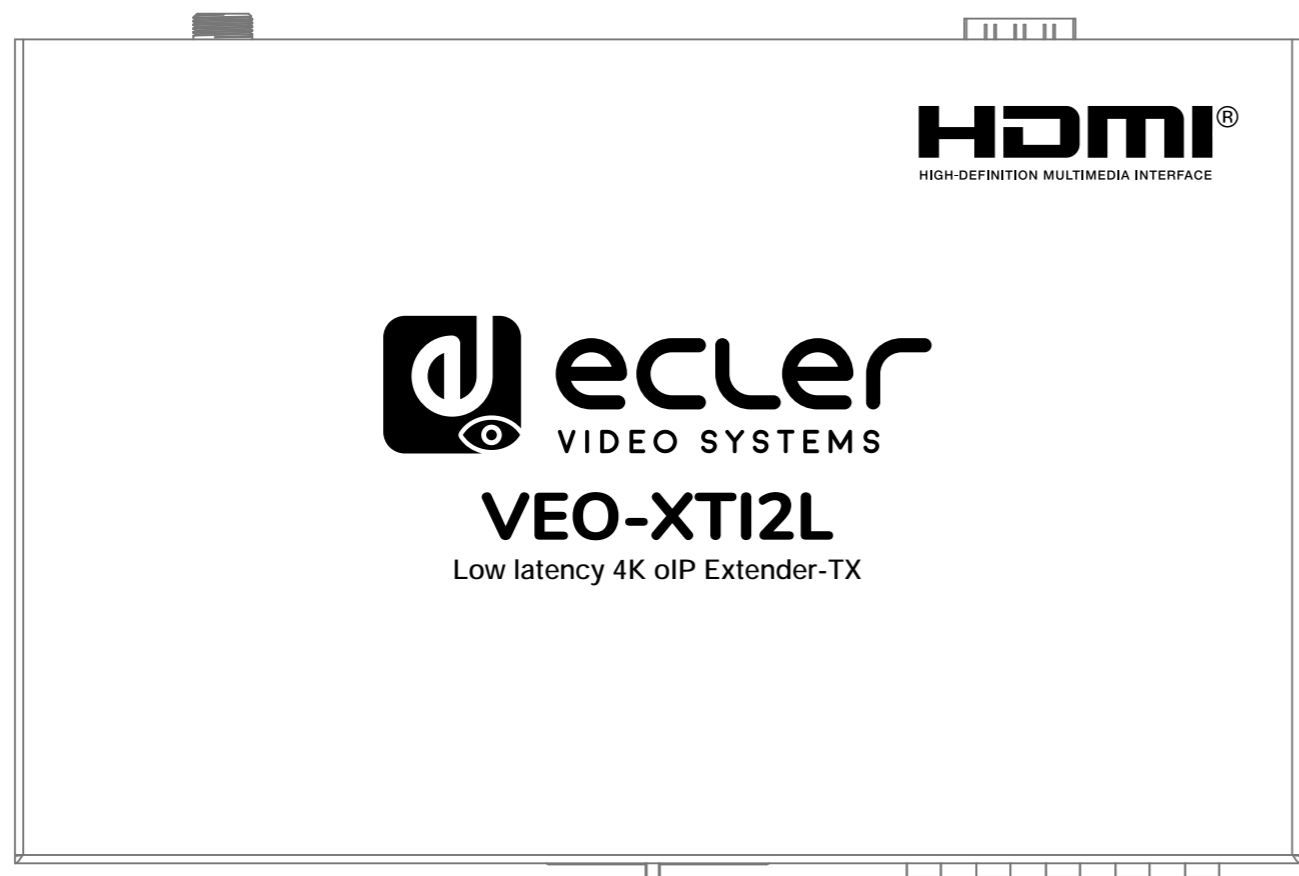 HDMI®
HIGH-DEFINITION MULTIMEDIA INTERFACE
ecler
VIDEO SYSTEMS
VEO-XTI2L
Low latency 4K oIP Extender-TX